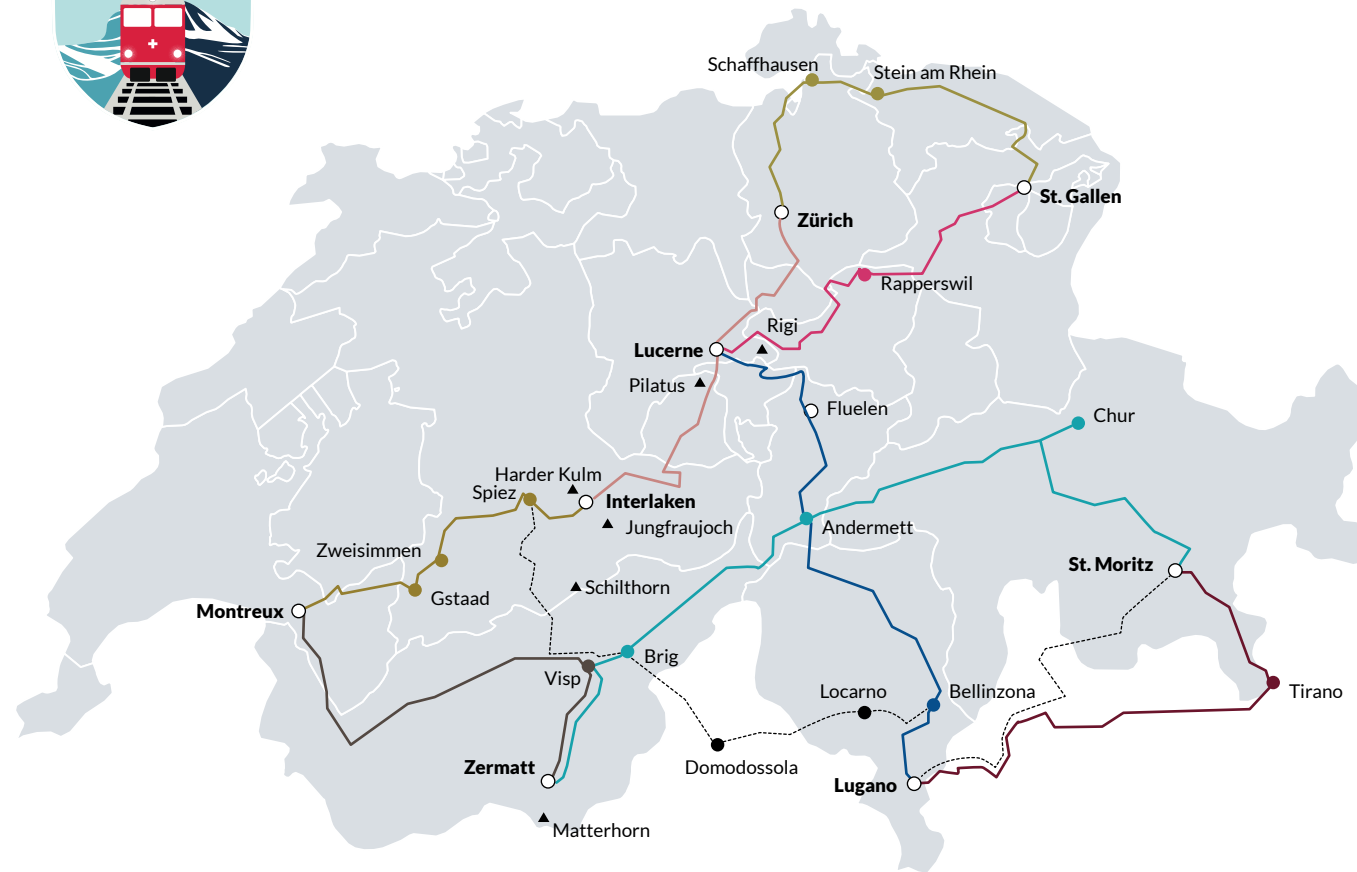 Schaffhausen
Stein am Rhein
St. Gallen
Zürich
Rapperswil
Rigi
Lucerne
Pilatus
Fluelen
Chur
Harder Kulm
Spiez
Interlaken
Jungfraujoch
Andermett
Zweisimmen
St. Moritz
Schilthorn
Gstaad
Montreux
Brig
Visp
Locarno
Bellinzona
Tirano
Zermatt
Domodossola
Lugano
Matterhorn